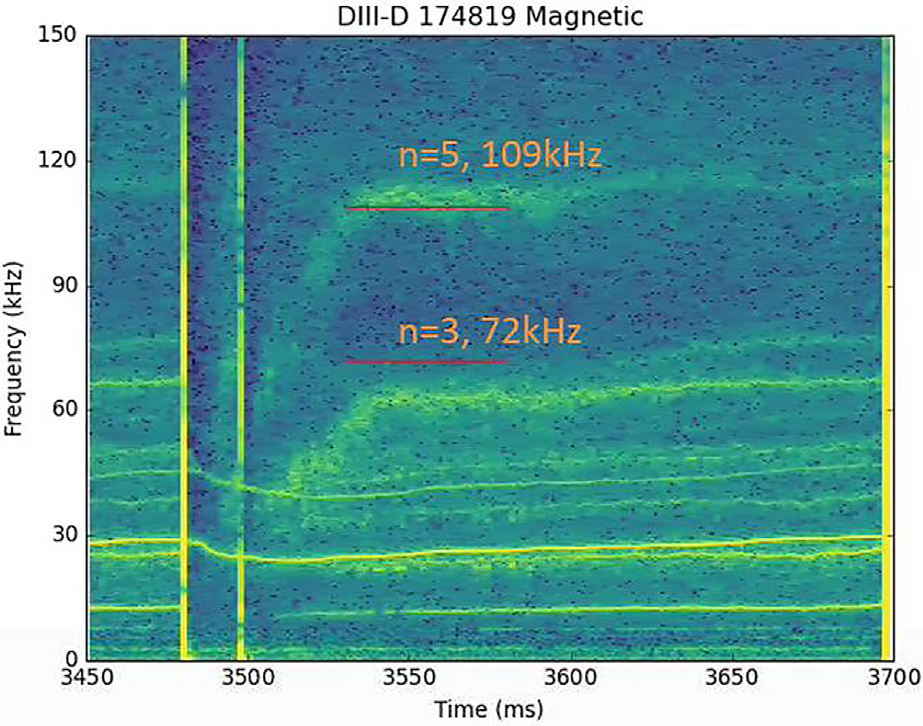 DIII-D 174819 Magnetic
150
120
90
60
30
0
Frequency (kHz)
n=5, 109kHz
n=3, 72kHz
3450 3500 3550 3600 3650 3700
Time (ms)